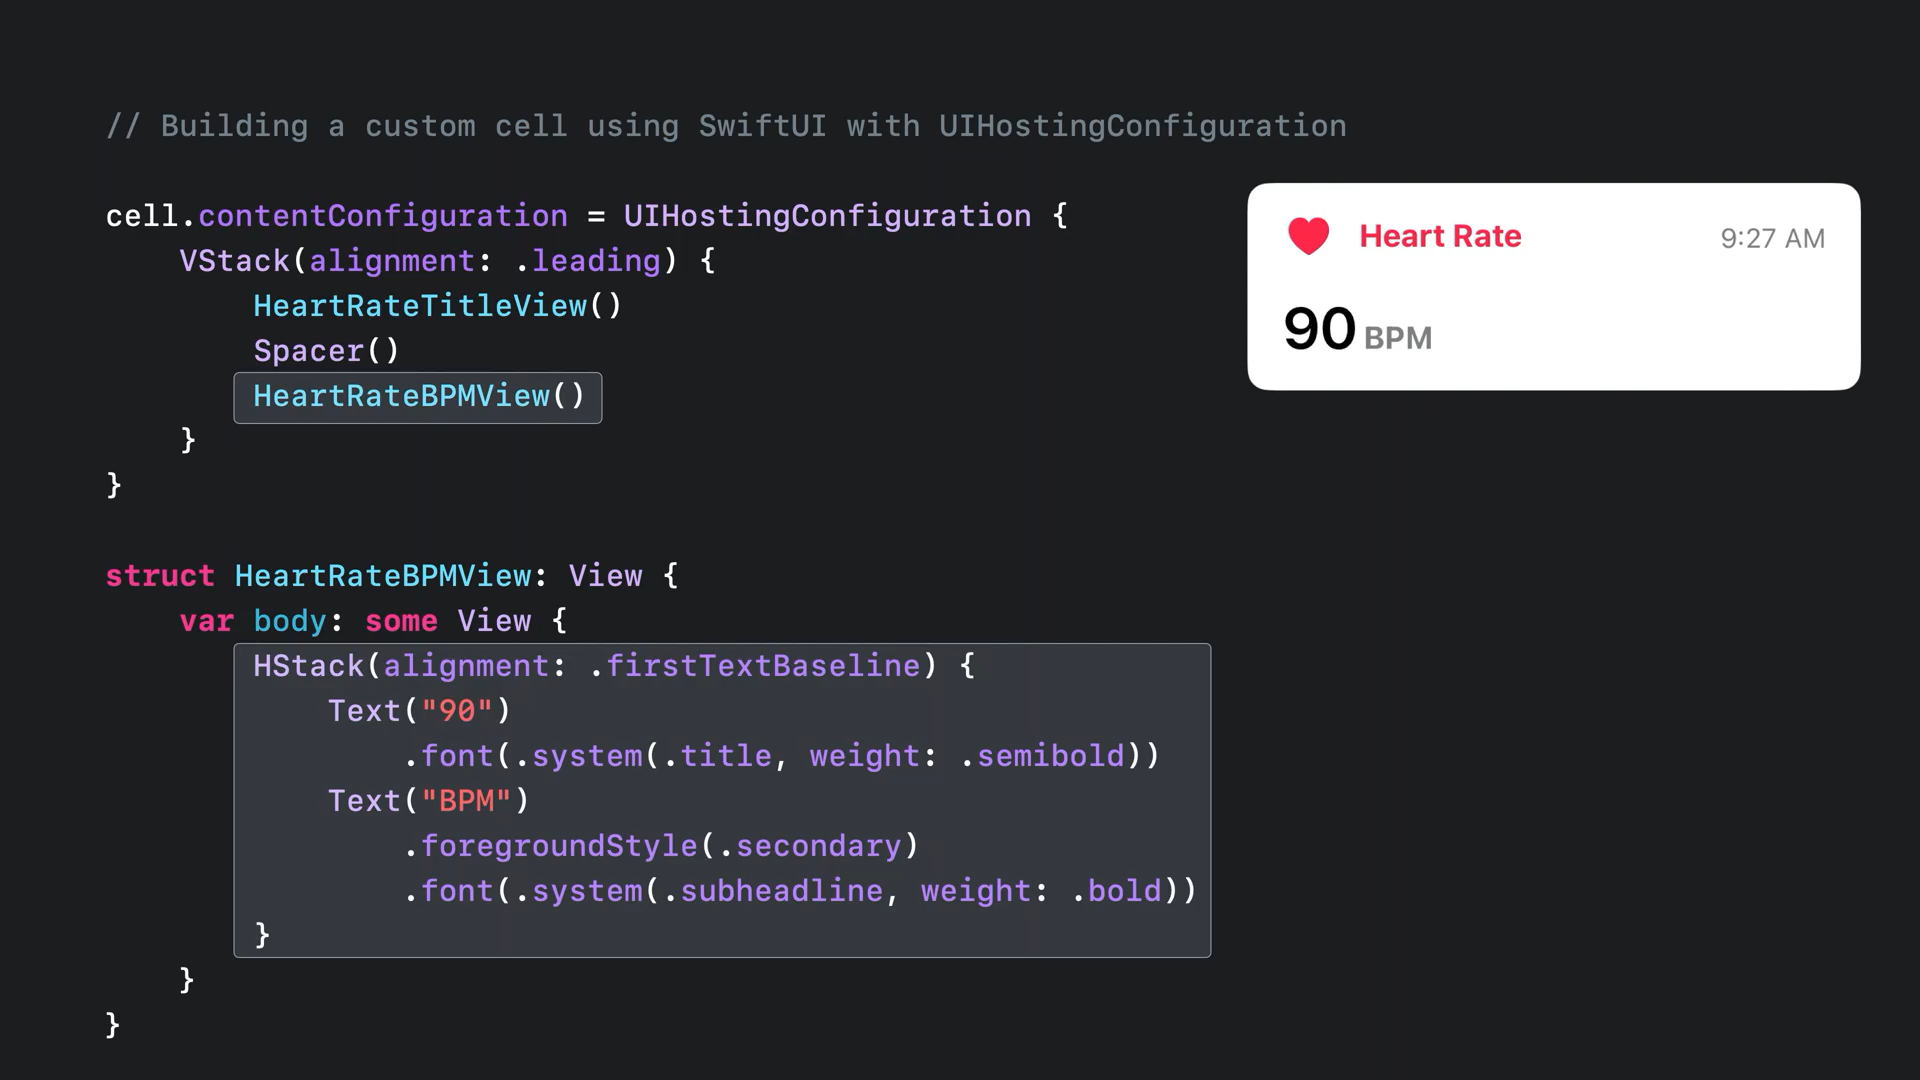 // Building a custom cell using SwiftUI with UIHostingConfiguration
cell.contentConfiguration = UIHostingConfiguration {
    VStack(alignment: .leading) {
        HeartRateTitleView()
        Spacer()
        HeartRateBPMView()
    }
}
struct HeartRateBPMView: View {
    var body: some View {
        HStack(alignment: .firstTextBaseline) {
            Text("90")
                .font(.system(.title, weight: .semibold))
            Text("BPM")
                .foregroundStyle(.secondary)
                .font(.system(.subheadline, weight: .bold))
        }
    }
}
Heart Rate 9:27 AM
90 BPM